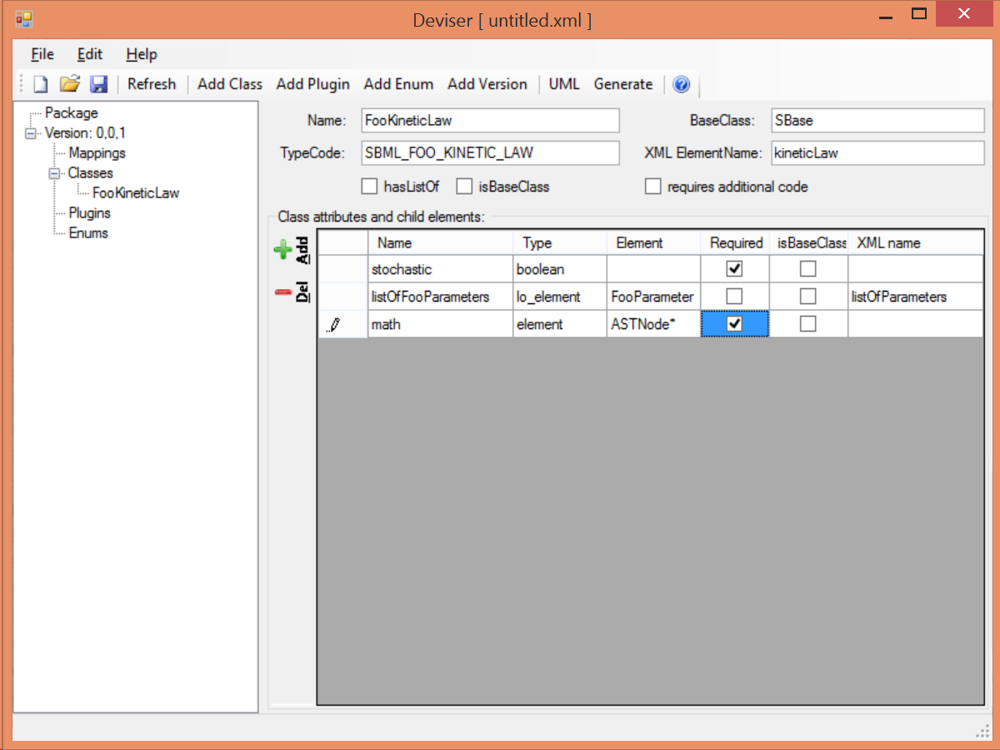 Deviser [ untitled.xml ]
File Edit Help
Refresh Add Class Add Plugin Add Enum Add Version UML Generate ?
Package
Version: 0,0,1
Mappings
Classes
FooKineticLaw
Plugins
Enums
Name: FooKineticLaw BaseClass: SBase
TypeCode: SBML_FOO_KINETIC_LAW XML ElementName: kineticLaw
hasListOf isBaseClass requires additional code
Class attributes and child elements:
Add
Del
Name Type Element Required isBaseClass XML name
stochastic boolean
listOfFooParameters lo_element FooParameter listOfParameters
math element ASTNode*